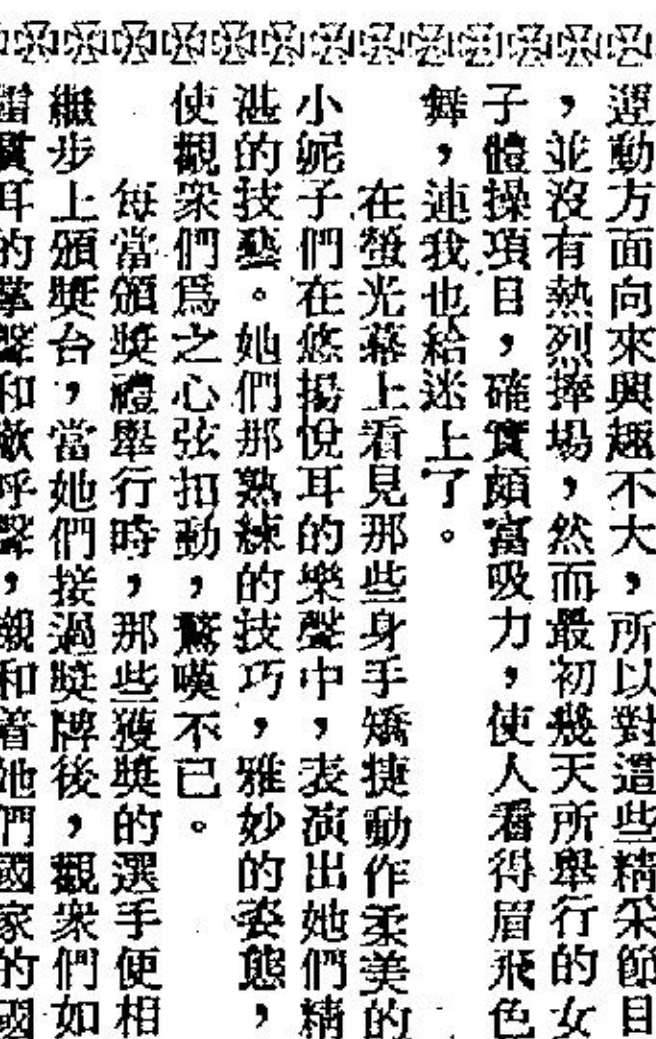 運動方面向來興趣不大，所以對這些精采節目
，並沒有熱烈捧場，然而最初幾天所舉行的女
子體操項目，確實頗富吸力，使人看得眉飛色
舞，連我也給迷上了。
在螢光幕上看見那些身手矯捷動作柔美的
小妮子們在悠揚悅耳的樂聲中，表演出她們精
湛的技藝。她們那熟練的技巧，雅妙的姿態，
使觀衆們爲之心弦扣動，驚嘆不已。
每當頒獎禮舉行時，那些獲獎的選手便相
繼步上頒獎台，當她們接過獎牌後，觀衆們如
雷貫耳的掌聲和歡呼聲，襯和着她們國家的國